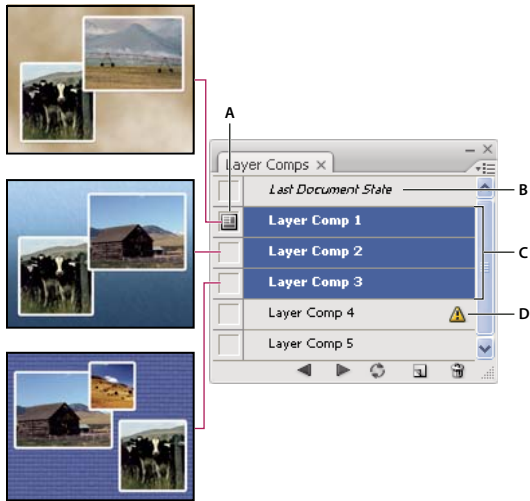 A
Layer Comps
Last Document State
B
Layer Comp 1
Layer Comp 2
C
Layer Comp 3
Layer Comp 4
D
Layer Comp 5